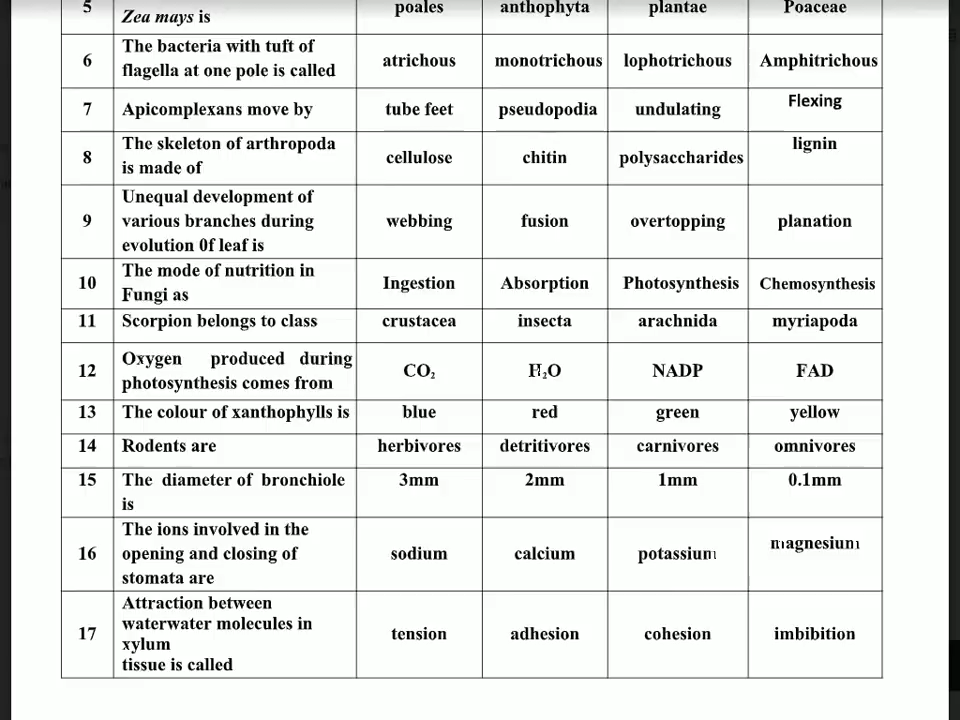 5 Zea mays is poales anthophyta plantae Poaceae
6 The bacteria with tuft of
flagella at one pole is called atrichous monotrichous lophotrichous Amphitrichous
7 Apicomplexans move by tube feet pseudopodia undulating Flexing
8 The skeleton of arthropoda
is made of cellulose chitin polysaccharides lignin
9 Unequal development of
various branches during
evolution 0f leaf is webbing fusion overtopping planation
10 The mode of nutrition in
Fungi as Ingestion Absorption Photosynthesis Chemosynthesis
11 Scorpion belongs to class crustacea insecta arachnida myriapoda
12 Oxygen produced during
photosynthesis comes from CO₂ H₂O NADP FAD
13 The colour of xanthophylls is blue red green yellow
14 Rodents are herbivores detritivores carnivores omnivores
15 The diameter of bronchiole
is 3mm 2mm 1mm 0.1mm
16 The ions involved in the
opening and closing of
stomata are sodium calcium potassium magnesium
17 Attraction between
waterwater molecules in
xylum
tissue is called tension adhesion cohesion imbibition